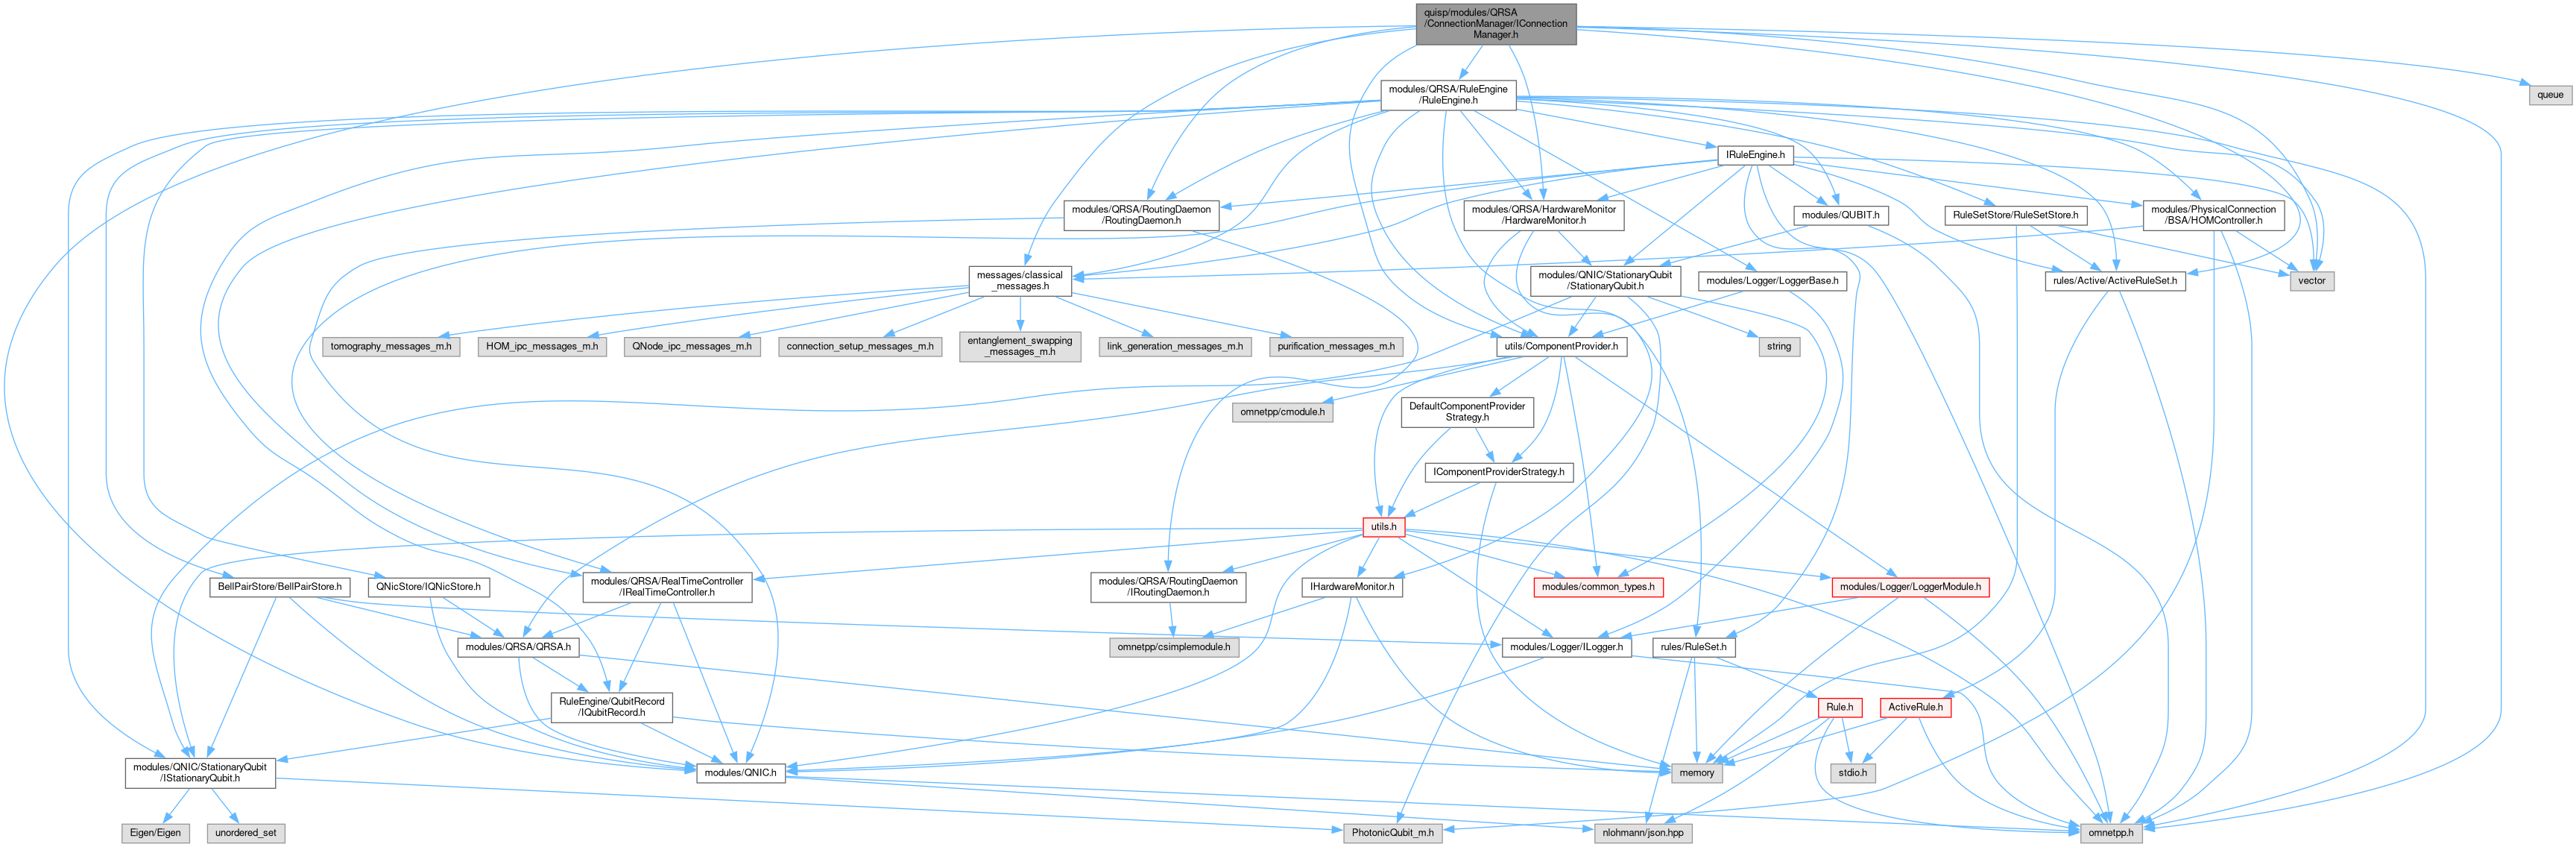 quisp/modules/QRSA
/ConnectionManager/IConnection
Manager.h
modules/QRSA/RuleEngine
/RuleEngine.h
queue
IRuleEngine.h
modules/QRSA/RoutingDaemon
/RoutingDaemon.h
modules/QRSA/HardwareMonitor
/HardwareMonitor.h
modules/QUBIT.h
RuleSetStore/RuleSetStore.h
modules/PhysicalConnection
/BSA/HOMController.h
messages/classical
_messages.h
modules/QNIC/StationaryQubit
/StationaryQubit.h
modules/Logger/LoggerBase.h
rules/Active/ActiveRuleSet.h
vector
tomography_messages_m.h
HOM_ipc_messages_m.h
QNode_ipc_messages_m.h
connection_setup_messages_m.h
entanglement_swapping
_messages_m.h
link_generation_messages_m.h
purification_messages_m.h
utils/ComponentProvider.h
string
omnetpp/cmodule.h
DefaultComponentProvider
Strategy.h
IComponentProviderStrategy.h
utils.h
BellPairStore/BellPairStore.h
QNicStore/IQNicStore.h
modules/QRSA/RealTimeController
/IRealTimeController.h
modules/QRSA/RoutingDaemon
/IRoutingDaemon.h
IHardwareMonitor.h
modules/common_types.h
modules/Logger/LoggerModule.h
modules/QRSA/QRSA.h
omnetpp/csimplemodule.h
modules/Logger/ILogger.h
rules/RuleSet.h
RuleEngine/QubitRecord
/IQubitRecord.h
Rule.h
ActiveRule.h
modules/QNIC/StationaryQubit
/IStationaryQubit.h
modules/QNIC.h
memory
stdio.h
Eigen/Eigen
unordered_set
PhotonicQubit_m.h
nlohmann/json.hpp
omnetpp.h